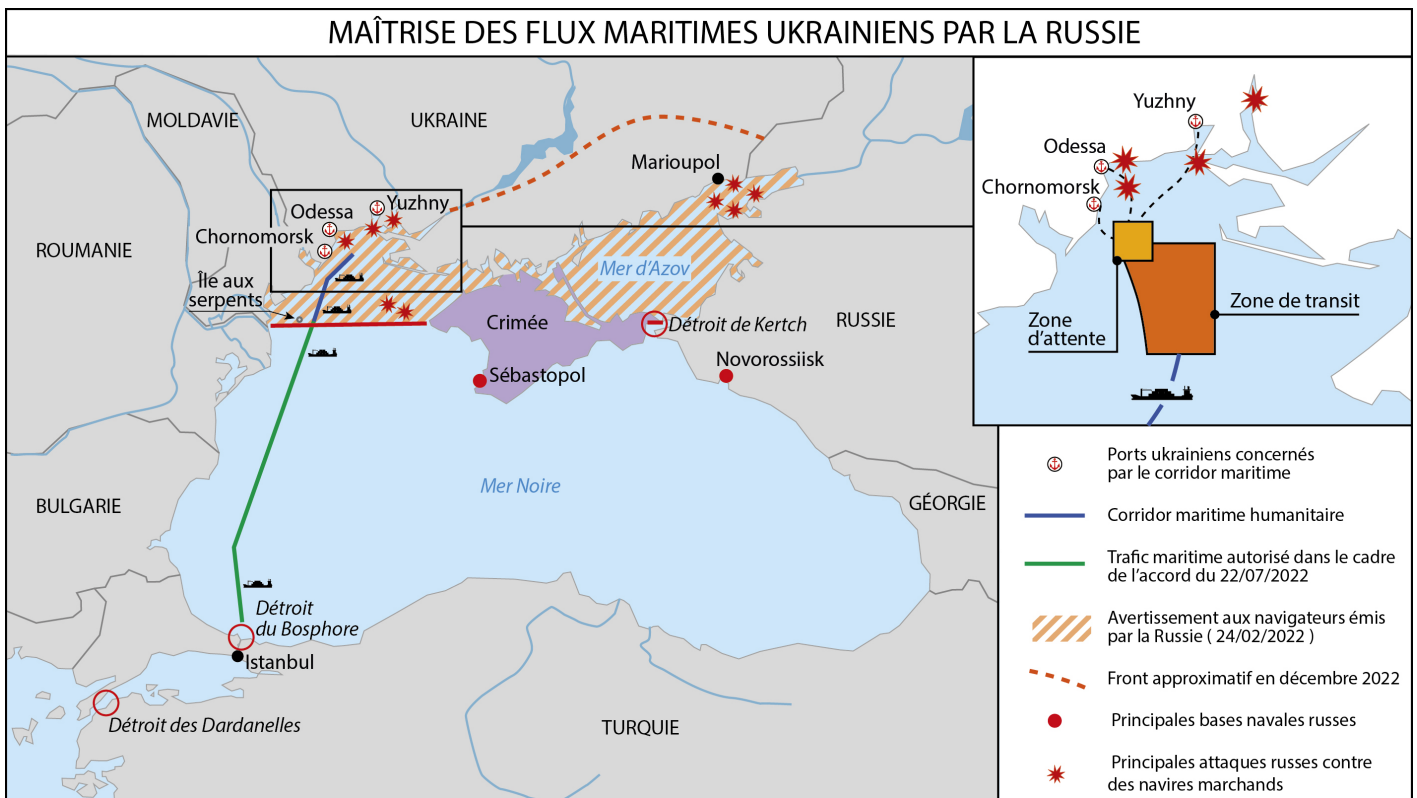 MAÎTRISE DES FLUX MARITIMES UKRAINIENS PAR LA RUSSIE
MOLDAVIE
UKRAINE
Marioupol
Odessa
Yuzhny
Chornomorsk
ROUMANIE
Île aux
serpents
Mer d'Azov
Crimée
Détroit de Kertch
RUSSIE
Sébastopol
Novorossiisk
Mer Noire
BULGARIE
GÉORGIE
Détroit
du Bosphore
Istanbul
Détroit des Dardanelles
TURQUIE
Yuzhny
Odessa
Chornomorsk
Zone
d'attente
Zone de transit
Ports ukrainiens concernés
par le corridor maritime
Corridor maritime humanitaire
Trafic maritime autorisé dans le cadre
de l'accord du 22/07/2022
Avertissement aux navigateurs émis
par la Russie ( 24/02/2022 )
Front approximatif en décembre 2022
Principales bases navales russes
Principales attaques russes contre
des navires marchands